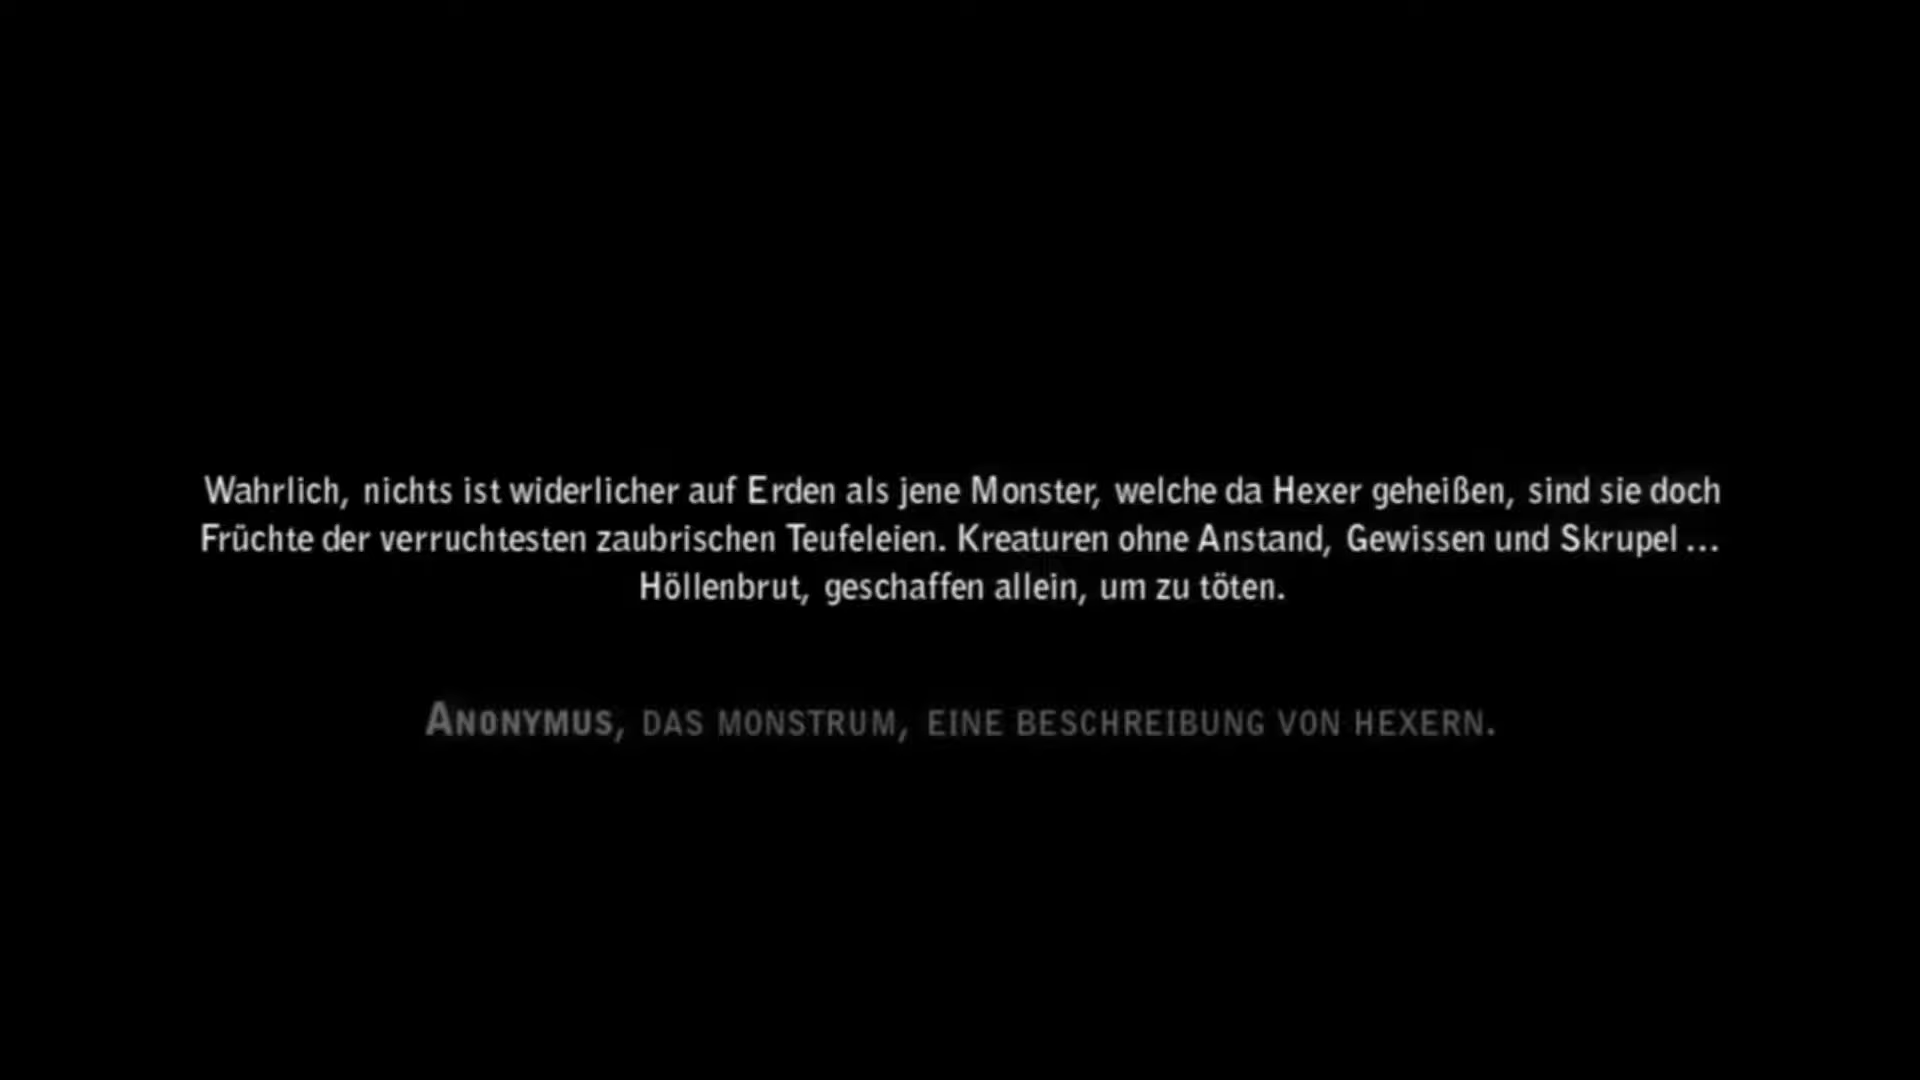 Wahrlich, nichts ist widerlicher auf Erden als jene Monster, welche da Hexer geheißen, sind sie doch
Früchte der verruchtesten zaubrischen Teufeleien. Kreaturen ohne Anstand, Gewissen und Skrupel ...
Höllenbrut, geschaffen allein, um zu töten.
ANONYMUS, DAS MONSTRUM, EINE BESCHREIBUNG VON HEXERN.